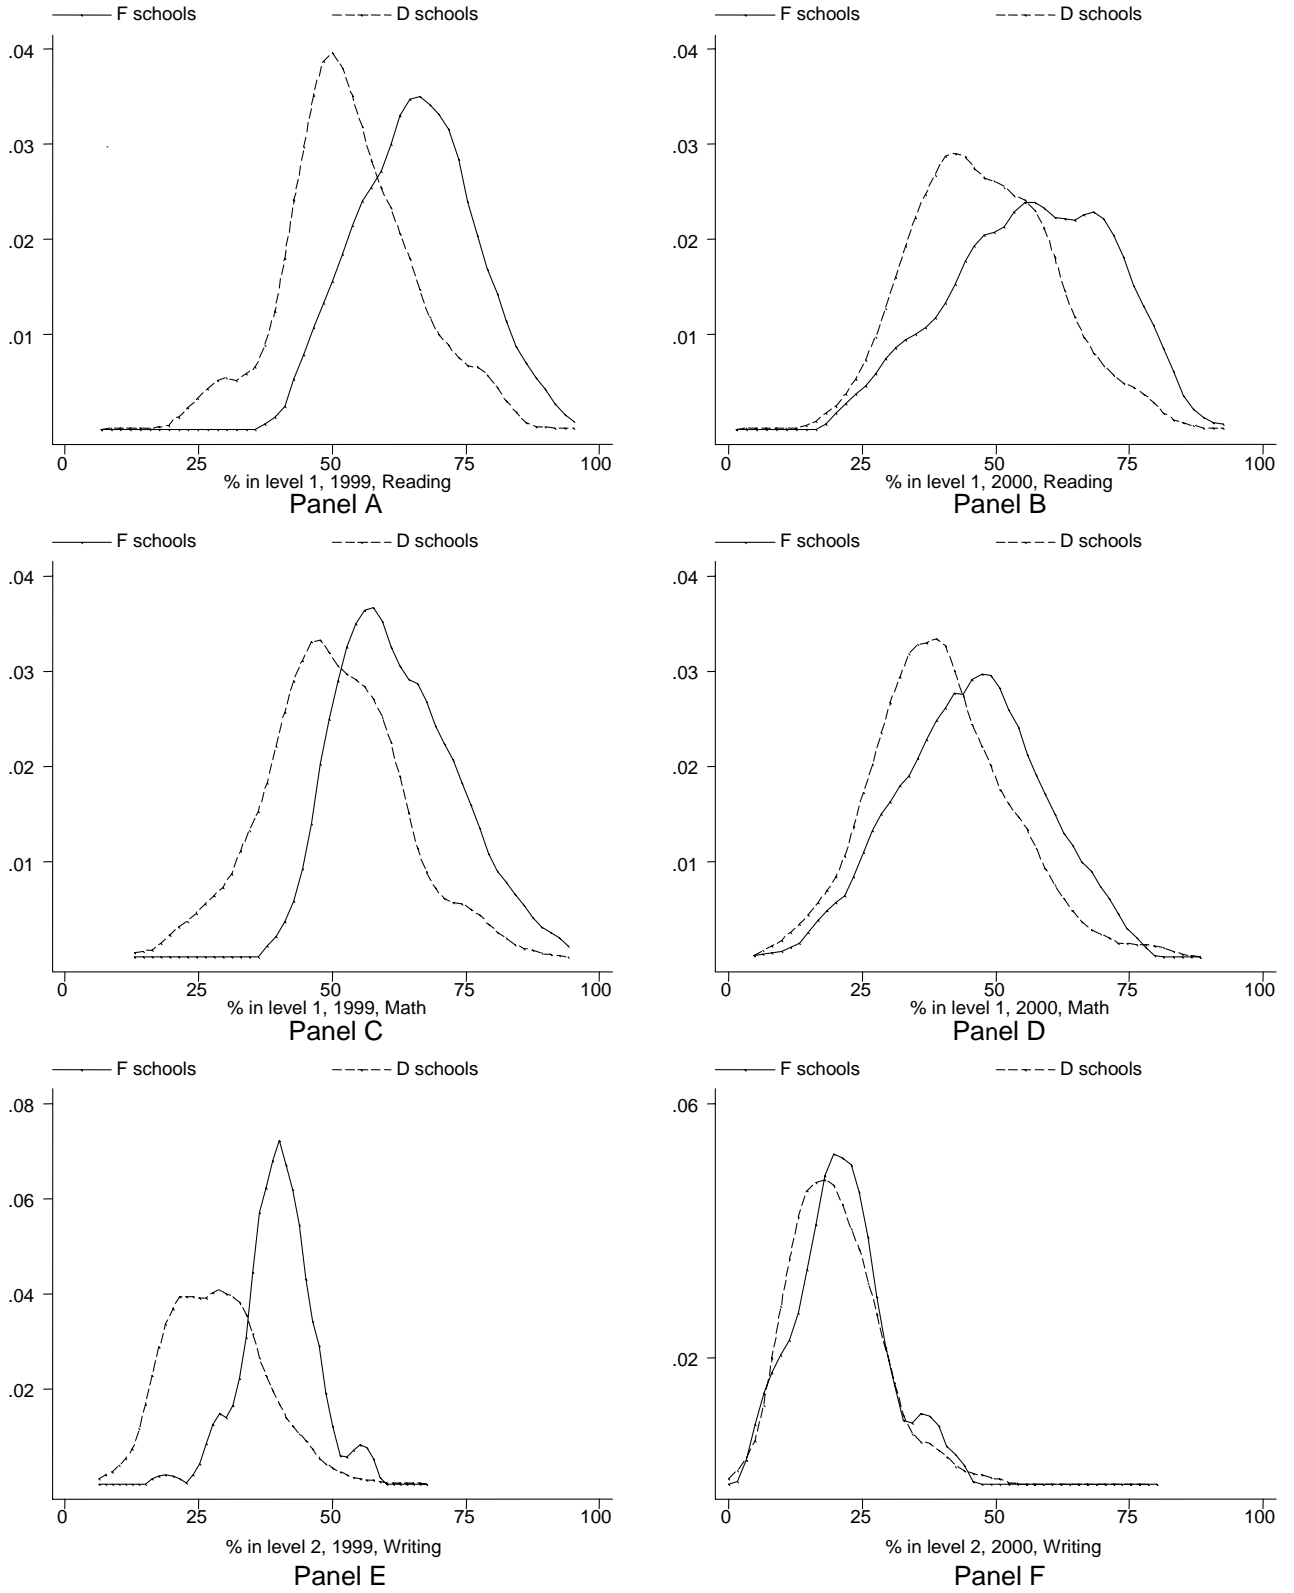 F schools D schools F schools D schools
.04 .04
.03 .03
.02 .02
.01 .01
0 25 50 75 100 0 25 50 75 100
% in level 1, 1999, Reading % in level 1, 2000, Reading
Panel A Panel B
F schools D schools F schools D schools
.04 .04
.03 .03
.02 .02
.01 .01
0 25 50 75 100 0 25 50 75 100
% in level 1, 1999, Math % in level 1, 2000, Math
Panel C Panel D
F schools D schools F schools D schools
.08 .06
.06
.04
.02 .02
0 25 50 75 100 0 25 50 75 100
% in level 2, 1999, Writing % in level 2, 2000, Writing
Panel E Panel F